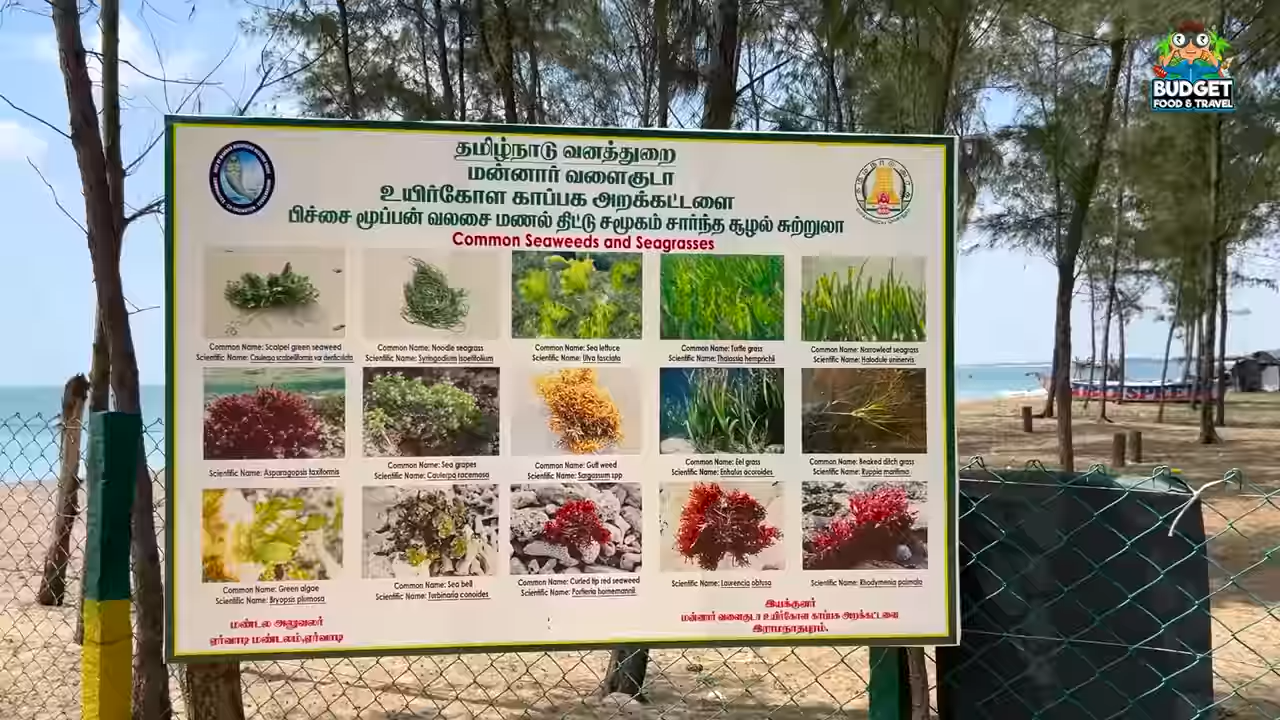 BUDGET
FOOD & TRAVEL
தமிழ்நாடு வனத்துறை
மன்னார் வளைகுடா
உயிர்கோள காப்பக அறக்கட்டளை
பிச்சை மூப்பன் வலசை மணல் திட்டு சமூகம் சார்ந்த சூழல் சுற்றுலா
Common Seaweeds and Seagrasses
Common Name: Scalpel green seaweed
Scientific Name: Caulerpa scalpelliformis var denticulata
Common Name: Noodle seagrass
Scientific Name: Syringodium isoetifolium
Common Name: Sea lettuce
Scientific Name: Ulva fasciata
Common Name: Turtle grass
Scientific Name: Thalassia hemprichii
Common Name: Narrowleaf seagrass
Scientific Name: Halodule uninervis
Scientific Name: Asparagopsis taxiformis
Common Name: Sea grapes
Scientific Name: Caulerpa racemosa
Common Name: Gulf weed
Scientific Name: Sargassum spp
Common Name: Eel grass
Scientific Name: Enhalus acoroides
Common Name: Beaked ditch grass
Scientific Name: Ruppia maritima
Common Name: Green algae
Scientific Name: Bryopsis plumosa
Common Name: Sea bell
Scientific Name: Turbinaria conoides
Common Name: Curled tip red seaweed
Scientific Name: Portieria hornemannii
Scientific Name: Laurencia obtusa
Scientific Name: Rhodymenia palmata
மண்டல அலுவலர்
ஏர்வாடி மண்டலம்,ஏர்வாடி
இயக்குனர்
மன்னார் வளைகுடா உயிர்கோள காப்பக அறக்கட்டளை
இராமநாதபுரம்.